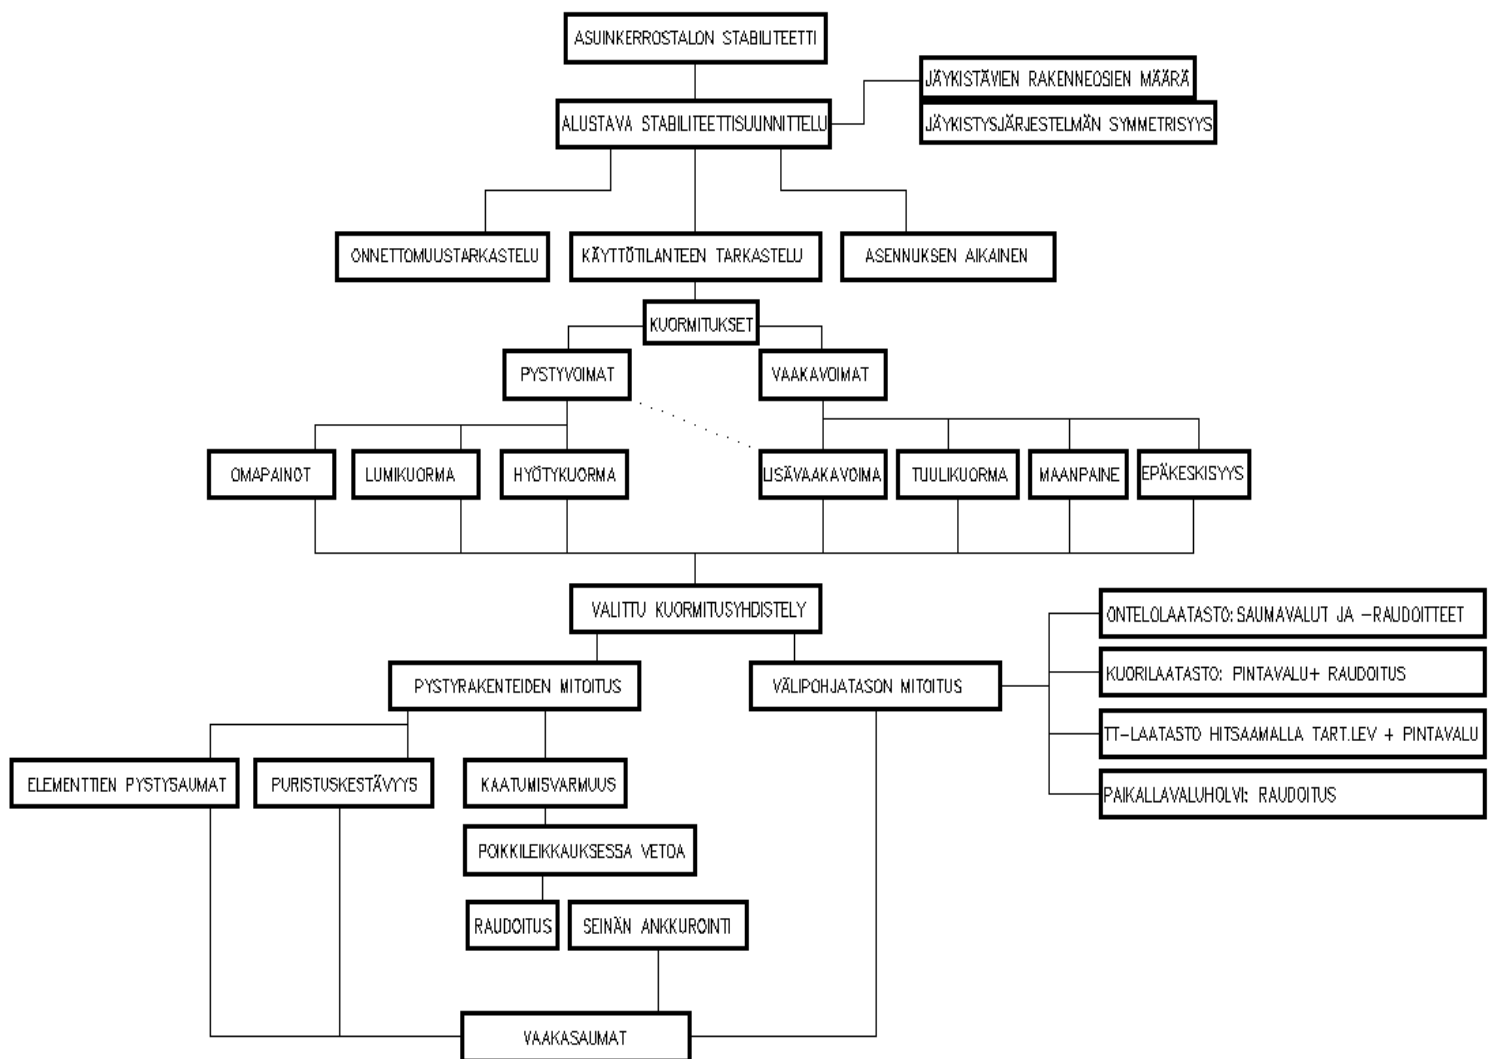 ASUINKERROSTALON STABILITEETTI
JÄYKISTÄVIEN RAKENNEOSIEN MÄÄRÄ
ALUSTAVA STABILITEETTISUUNNITTELU
JÄYKISTYSJÄRJESTELMÄN SYMMETRISYYS
ONNETTOMUUSTARKASTELU
KÄYTTÖTILANTEEN TARKASTELU
ASENNUKSEN AIKAINEN
KUORMITUKSET
PYSTYVOIMAT
VAAKAVOIMAT
OMAPAINOT
LUMIKUORMA
HYÖTYKUORMA
LISÄVAAKAVOIMA
TUULIKUORMA
MAANPAINE
EPÄKESKISYYS
VALITTU KUORMITUSYHDISTELY
ONTELOLAATASTO: SAUMAVALUT JA -RAUDOITTEET
KUORILAATASTO: PINTAVALU+ RAUDOITUS
PYSTYRAKENTEIDEN MITOITUS
VÄLIPOHJATASON MITOITUS
TT-LAATASTO HITSAAMALLA TART.LEV + PINTAVALU
PAIKALLAVALUHOLVI: RAUDOITUS
ELEMENTTIEN PYSTYSAUMAT
PURISTUSKESTÄVYYS
KAATUMISVARMUUS
POIKKILEIKKAUKSESSA VETOA
RAUDOITUS
SEINÄN ANKKUROINTI
VAAKASAUMAT